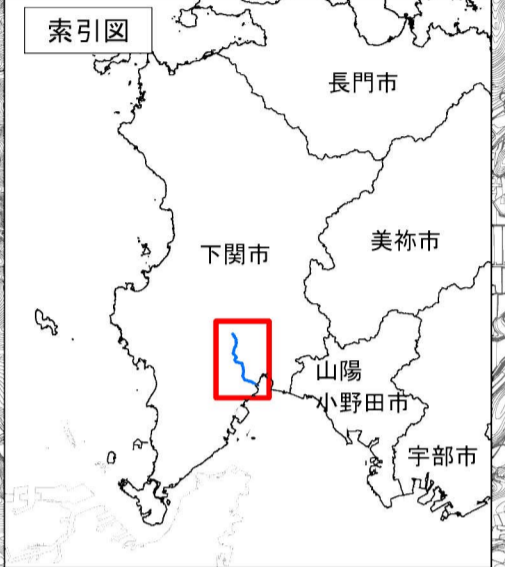 索引図
長門市
美祢市
下関市
山陽
小野田市
宇部市